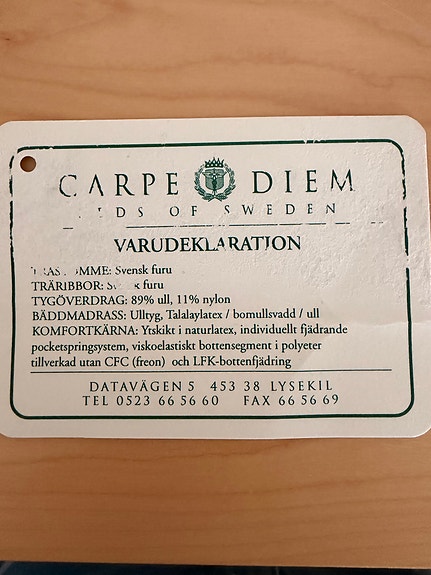 CARPE DIEM
EDS OF SWEDEN
VARUDEKLARATION
OMME: Svensk furu
TRÄRIBBOR: furu
TYGÖVERDRAG: 89% ull, 11% nylon
BÄDDMADRASS: Ulltyg, Talalaylatex / bomullsvadd / ull
KOMFORTKÄRNA: Ytskikt i naturlatex, individuellt fjädrande
pocketspringsystem, viskoelastiskt bottensegment i polyeter
tillverkad utan CFC (freon) och LFK-bottenfjädring
DATAVÄGEN 5 453 38 LYSEKIL
TEL 0523 66 56 60 FAX 66 56 69